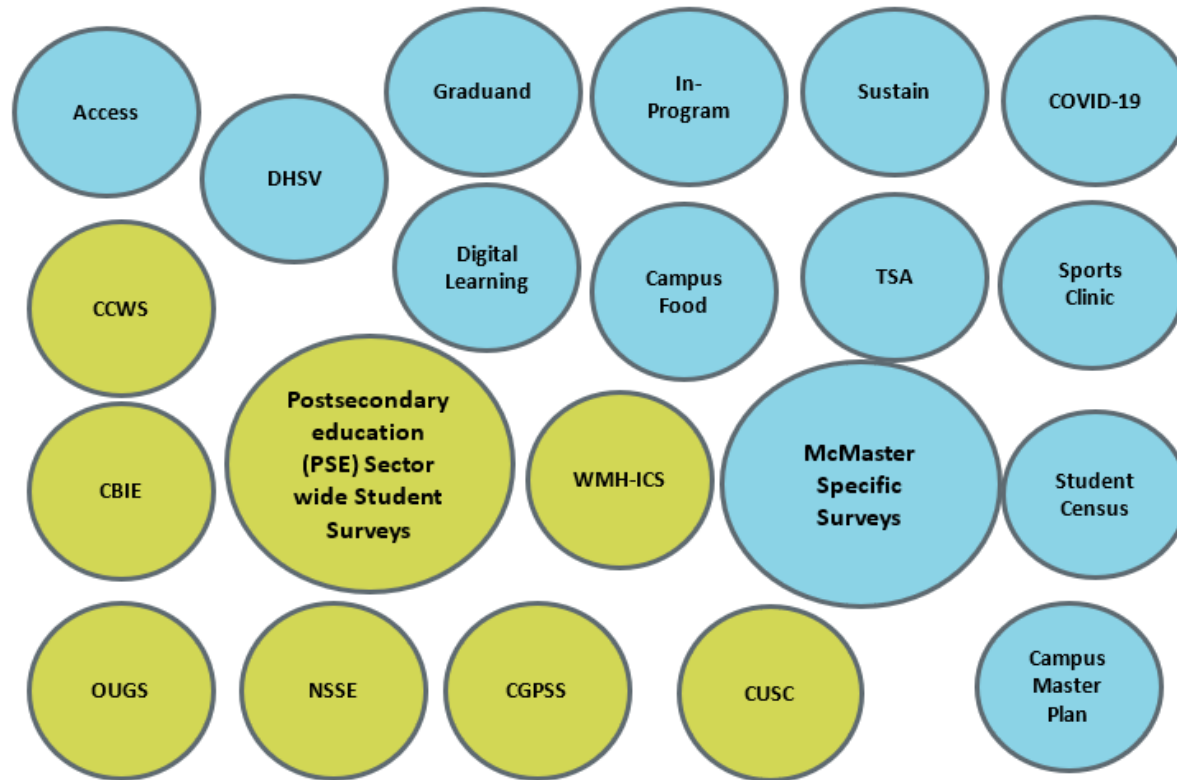 Access
DHSV
Graduand
In-
Program
Sustain
COVID-19
CCWS
Digital
Learning
Campus
Food
TSA
Sports
Clinic
CBIE
Postsecondary
education
(PSE) Sector
wide Student
Surveys
WMH-ICS
McMaster
Specific
Surveys
Student
Census
OUGS
NSSE
CGPSS
CUSC
Campus
Master
Plan